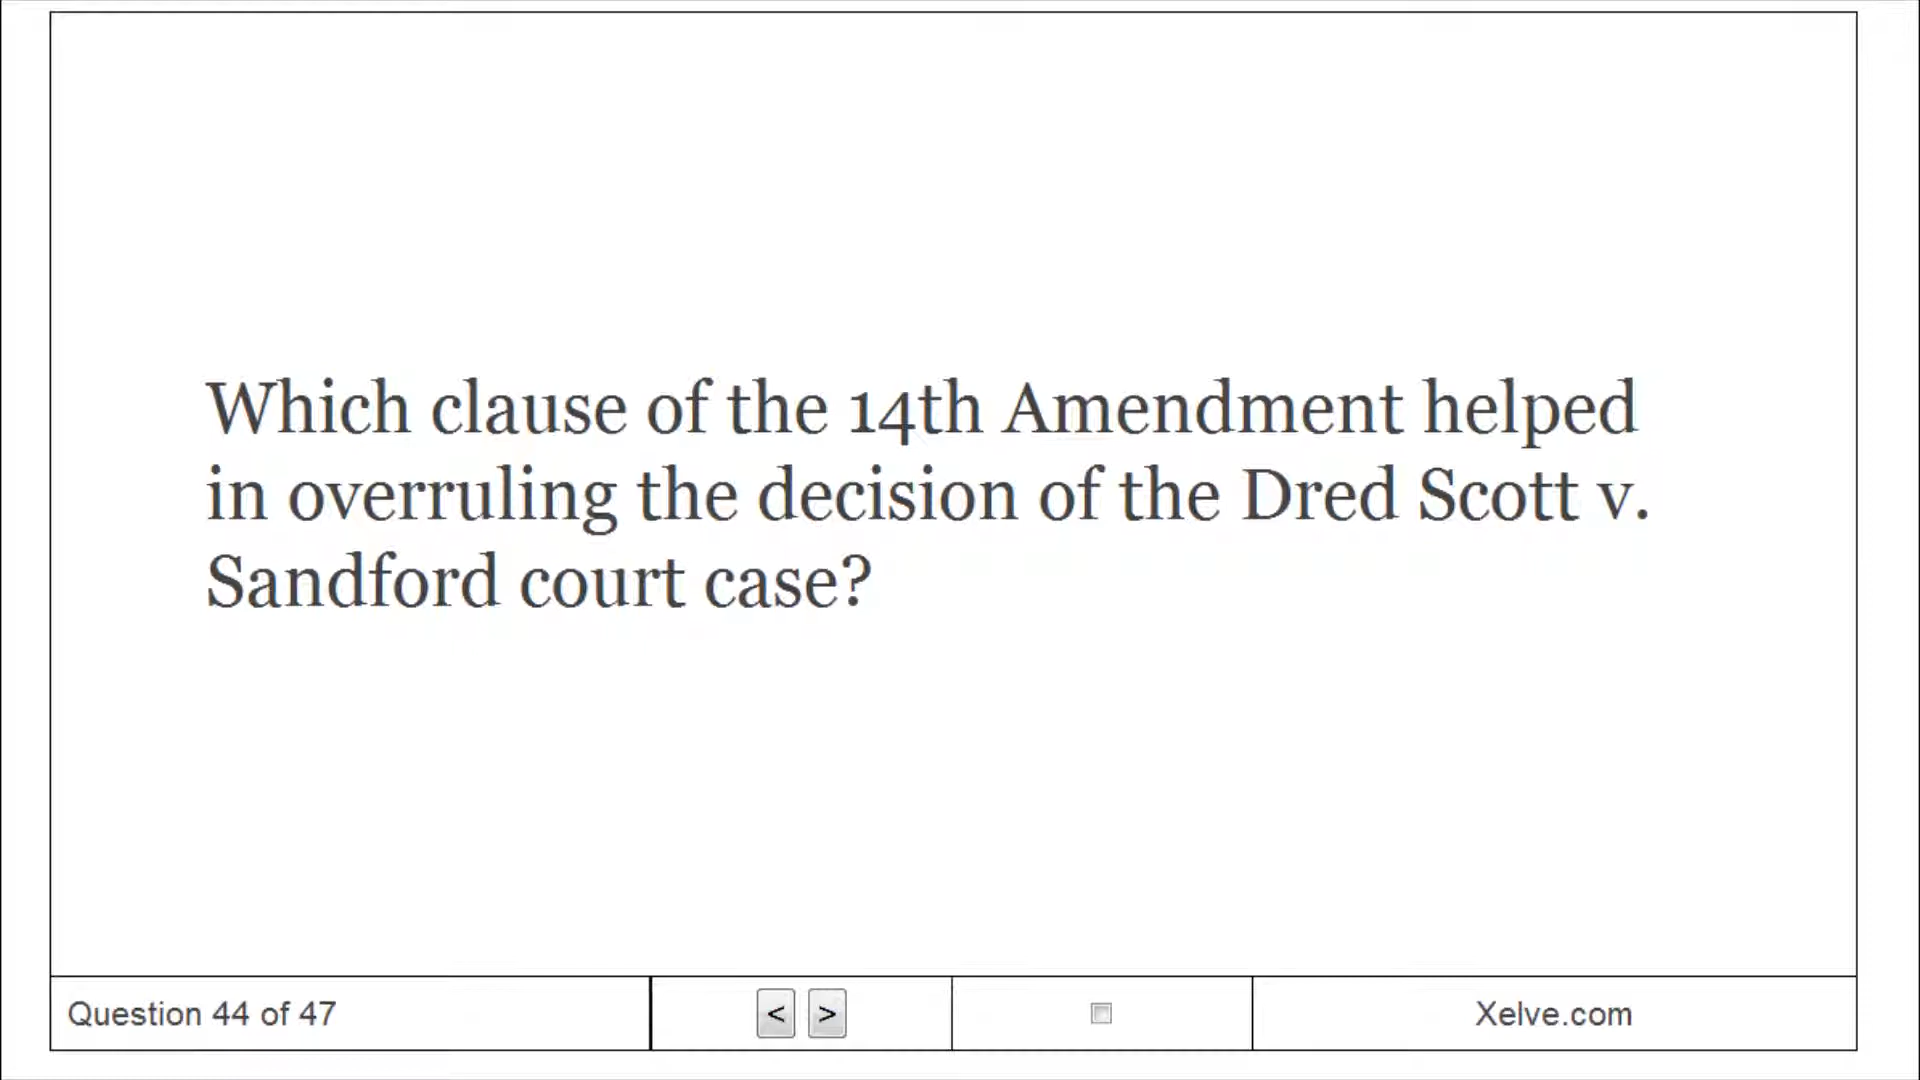 Which clause of the 14th Amendment helped
in overruling the decision of the Dred Scott v.
Sandford court case?
Question 44 of 47
< >
Xelve.com